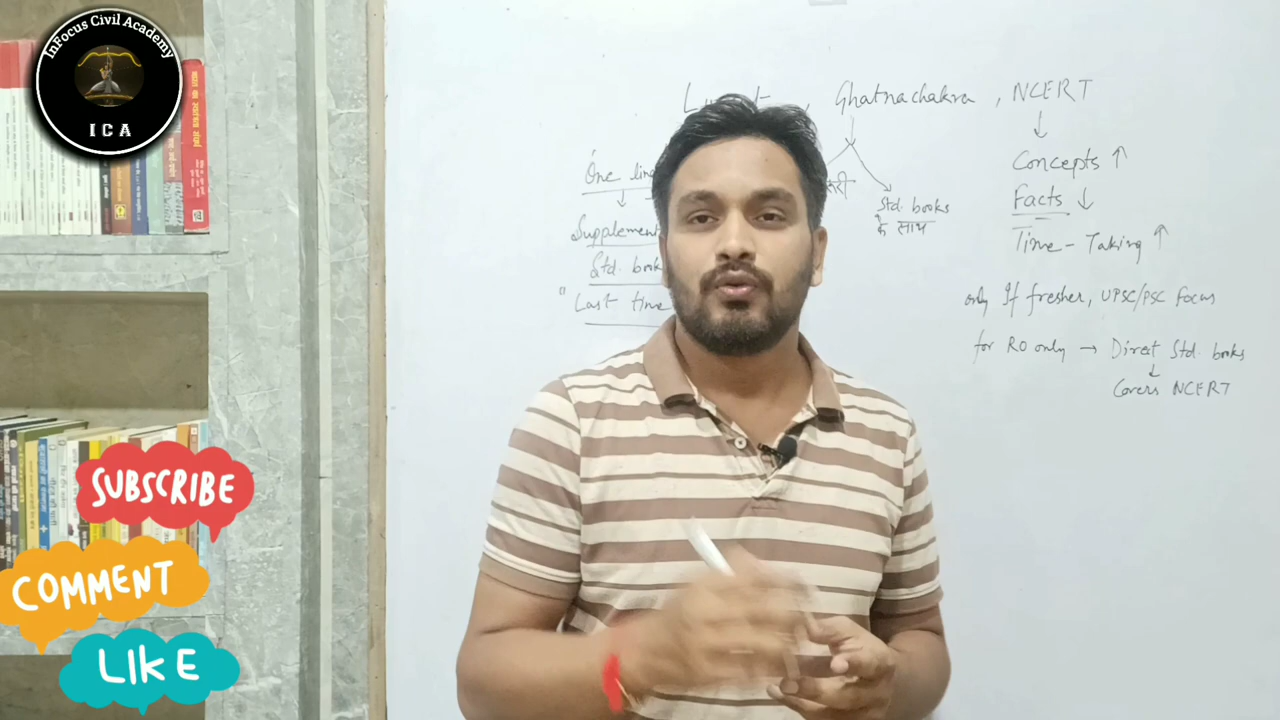 InFocus Civil Academy
ICA
Ghatnachakra, NCERT
Concepts ↑
Facts ↓
Time-Taking ↑
only If fresher, UPSC/PSC focus
for RO only → Direct Std. books
↓
Covers NCERT
Std. books
के साथ
'One line
↓
Supplement
Std. book
"Last time
SUBSCRIBE
COMMENT
LIKE